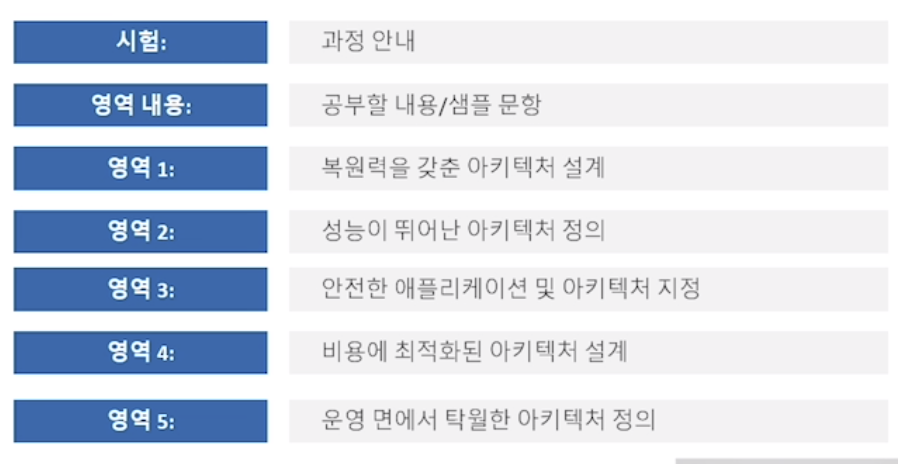 시험: 과정 안내
영역 내용: 공부할 내용/샘플 문항
영역 1: 복원력을 갖춘 아키텍처 설계
영역 2: 성능이 뛰어난 아키텍처 정의
영역 3: 안전한 애플리케이션 및 아키텍처 지정
영역 4: 비용에 최적화된 아키텍처 설계
영역 5: 운영 면에서 탁월한 아키텍처 정의